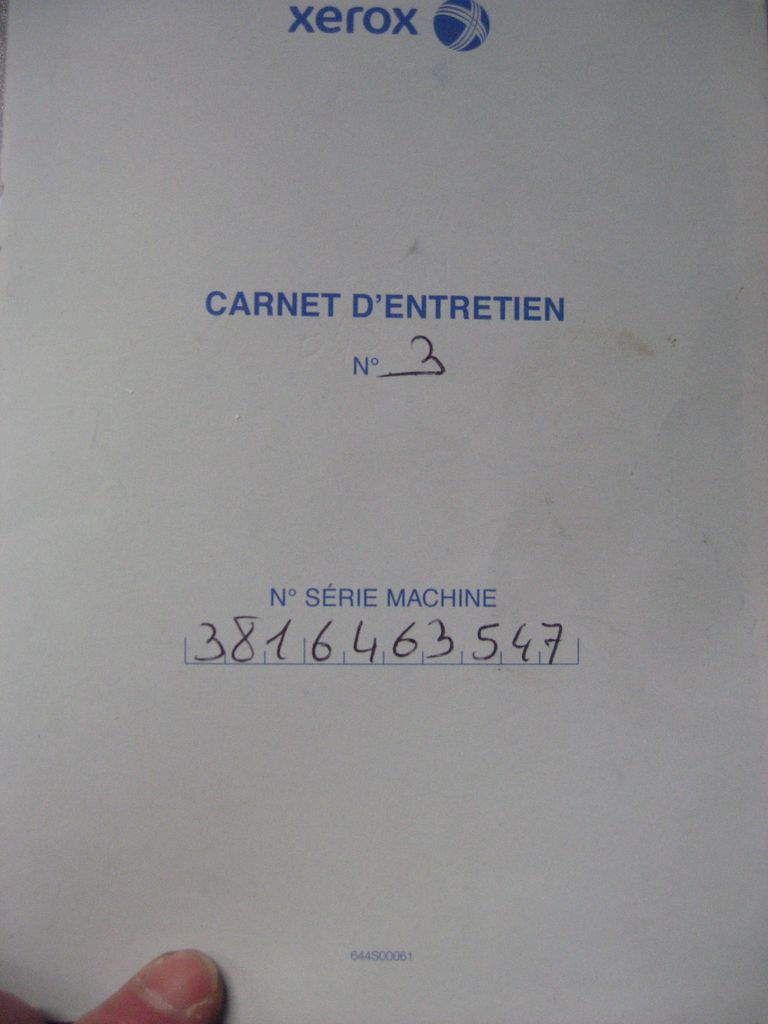 xerox
CARNET D'ENTRETIEN
N° 3
N° SÉRIE MACHINE
3816463547
644S00061